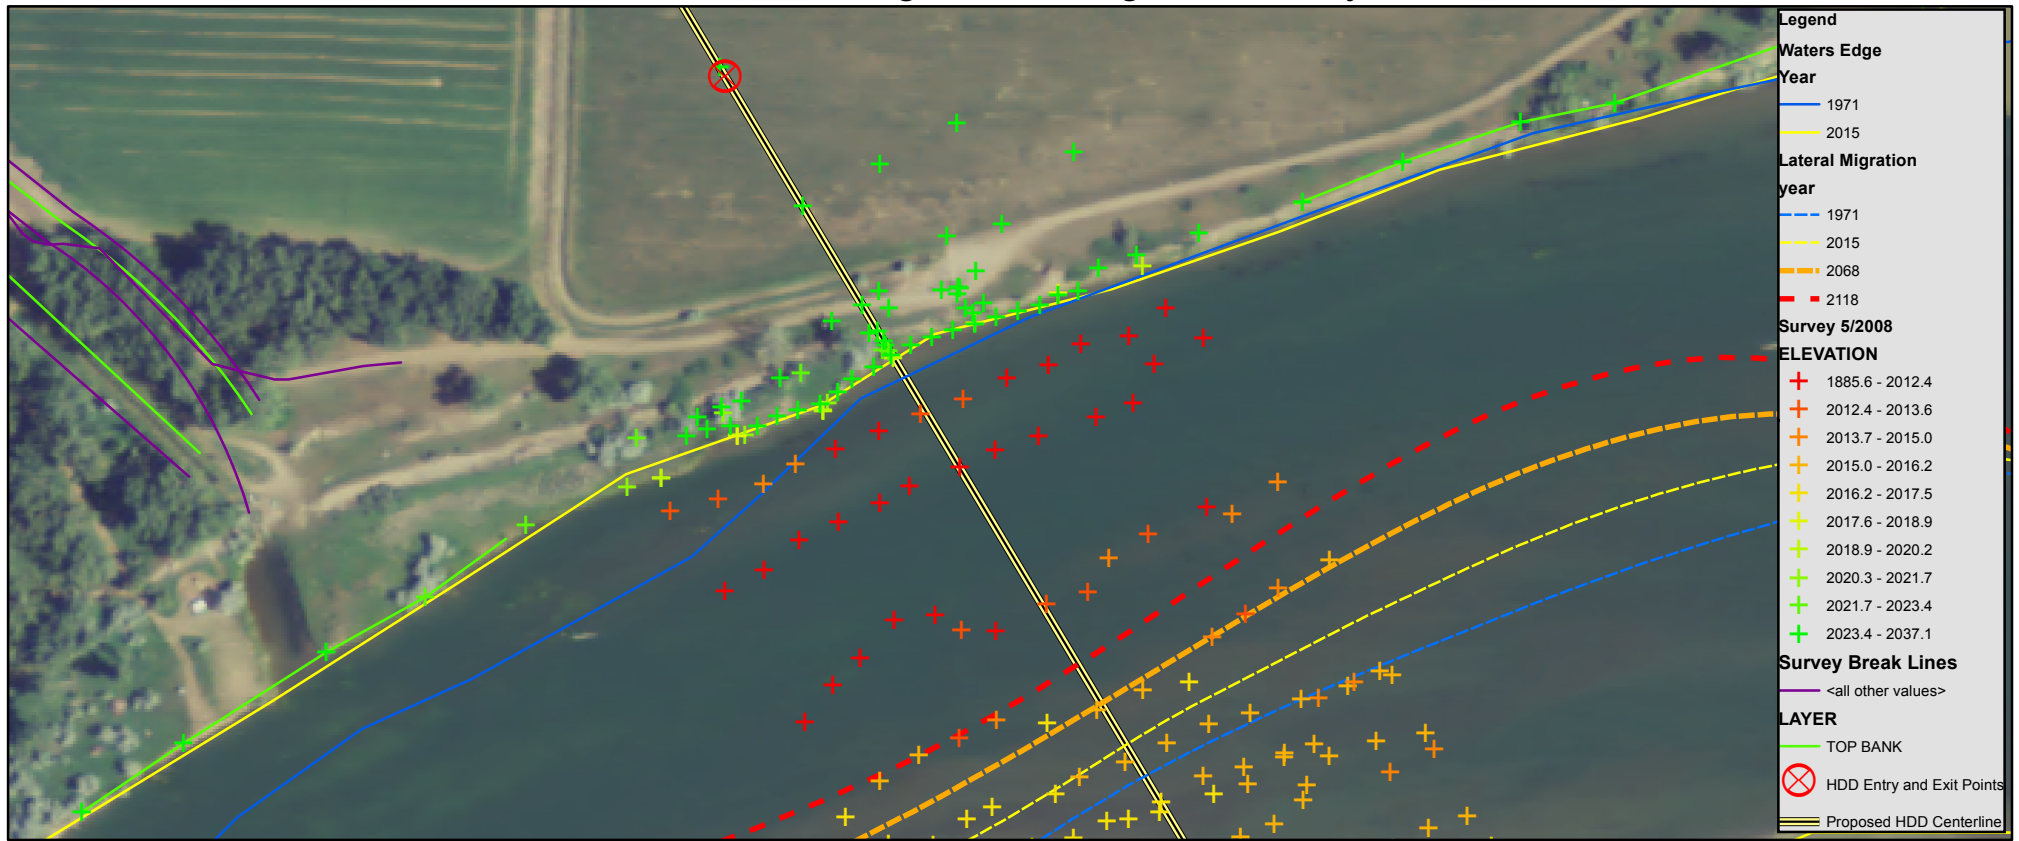 Legend
Waters Edge
Year
1971
2015
Lateral Migration
year
1971
2015
2068
2118
Survey 5/2008
ELEVATION
1885.6 - 2012.4
2012.4 - 2013.6
2013.7 - 2015.0
2015.0 - 2016.2
2016.2 - 2017.5
2017.6 - 2018.9
2018.9 - 2020.2
2020.3 - 2021.7
2021.7 - 2023.4
2023.4 - 2037.1
Survey Break Lines
<all other values>
LAYER
TOP BANK
HDD Entry and Exit Points
Proposed HDD Centerline